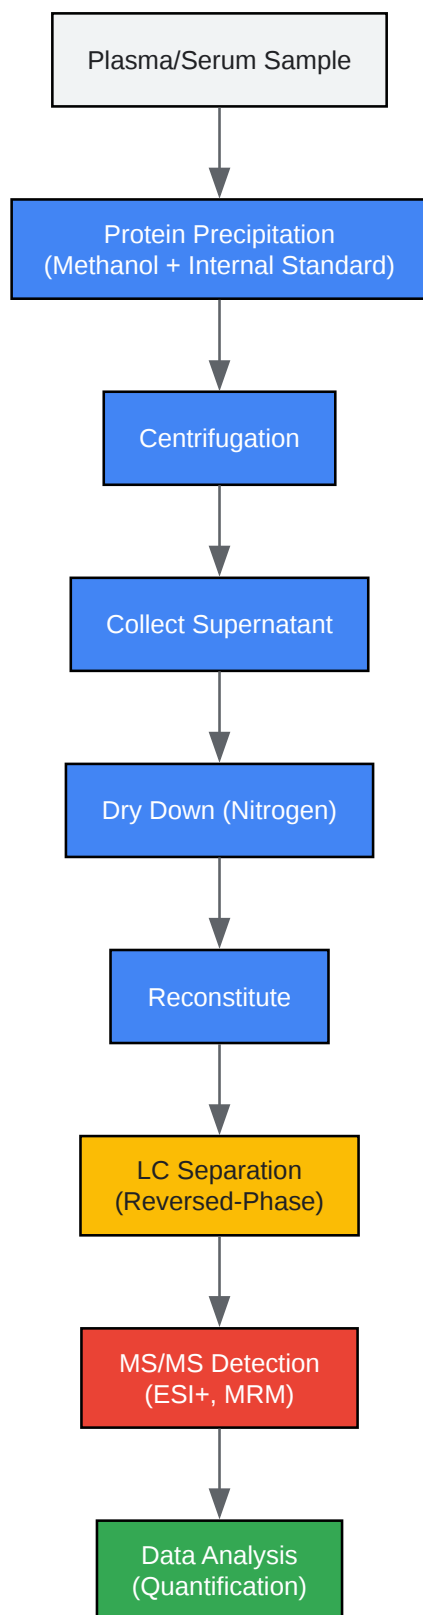 Plasma/Serum Sample
Protein Precipitation
(Methanol + Internal Standard)
Centrifugation
Collect Supernatant
Dry Down (Nitrogen)
Reconstitute
LC Separation
(Reversed-Phase)
MS/MS Detection
(ESI+, MRM)
Data Analysis
(Quantification)